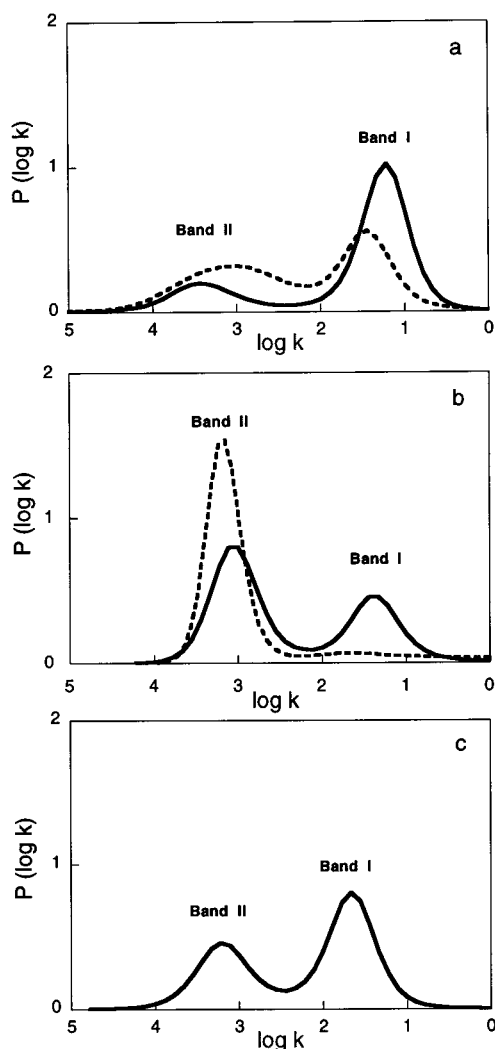 a
2
Band I
1
P (log k)
Band II
0
5 4 3 2 1 0
log k
b
2
Band II
1
P (log k)
Band I
0
5 4 3 2 1 0
log k
c
2
Band I
1
P (log k)
Band II
0
5 4 3 2 1 0
log k